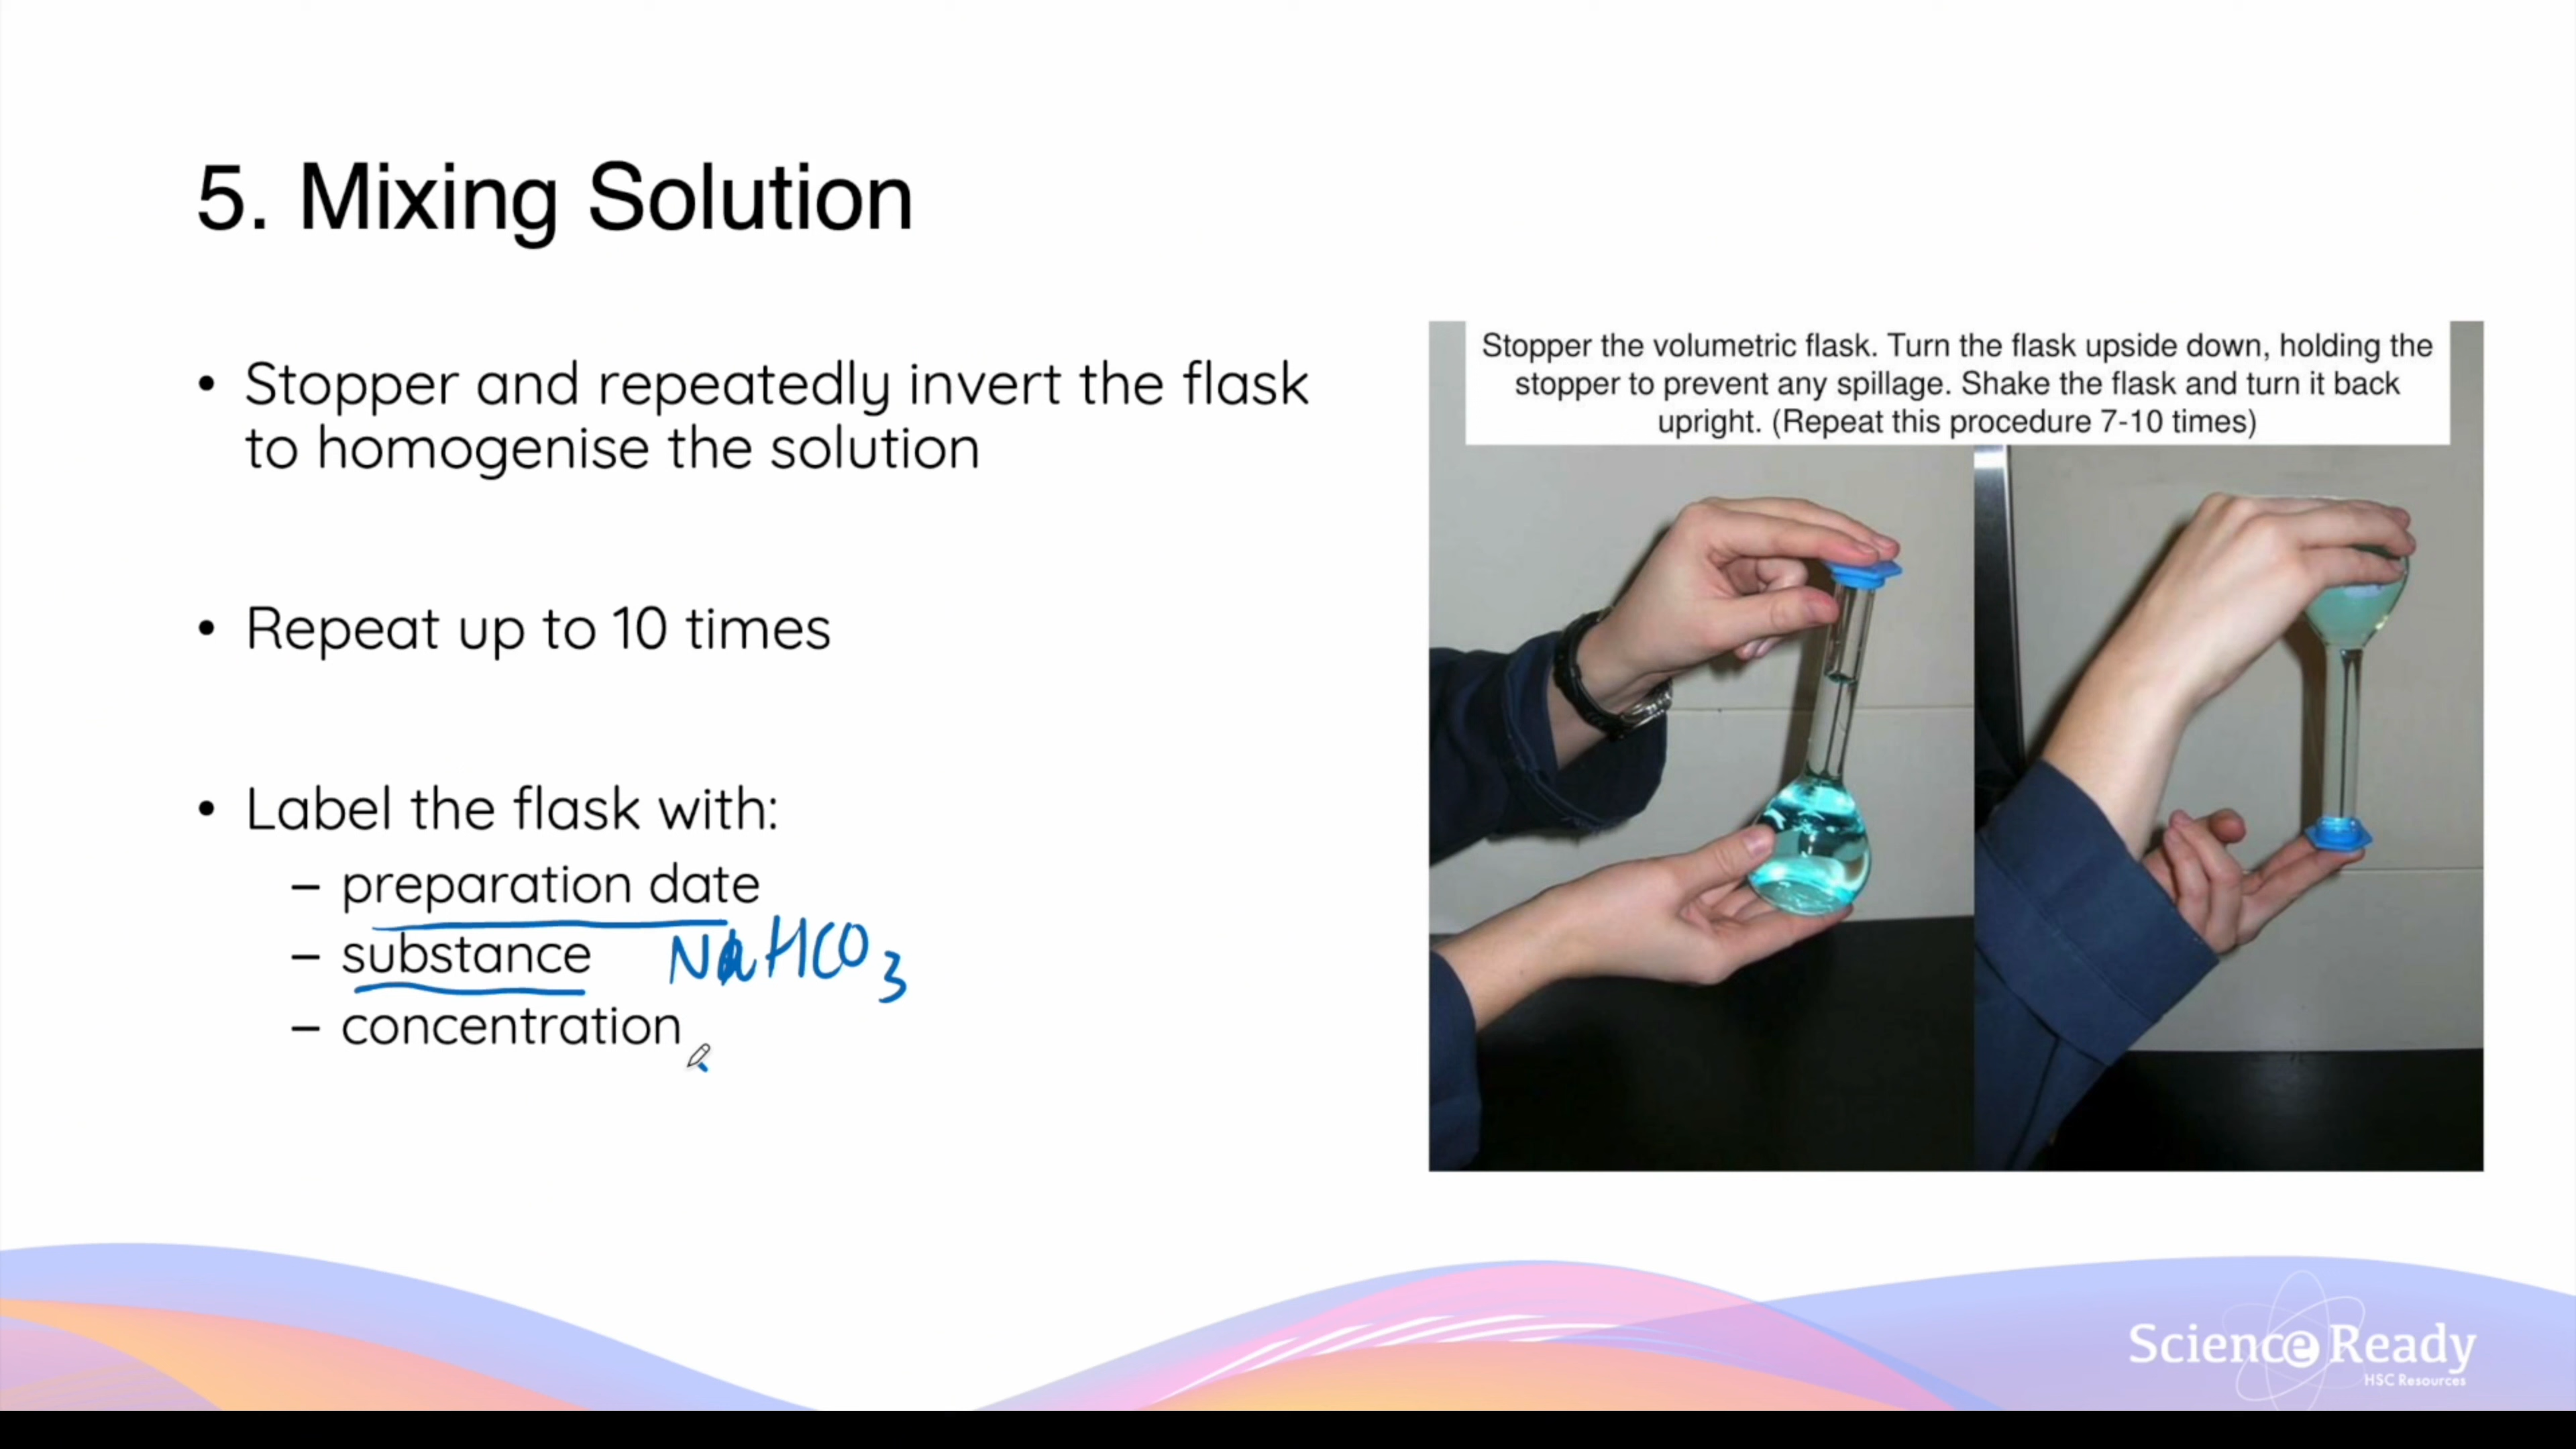 5. Mixing Solution
• Stopper and repeatedly invert the flask
to homogenise the solution
• Repeat up to 10 times
• Label the flask with:
– preparation date
– substance NaHCO₃
– concentration
Stopper the volumetric flask. Turn the flask upside down, holding the
stopper to prevent any spillage. Shake the flask and turn it back
upright. (Repeat this procedure 7-10 times)
Science Ready
HSC Resources